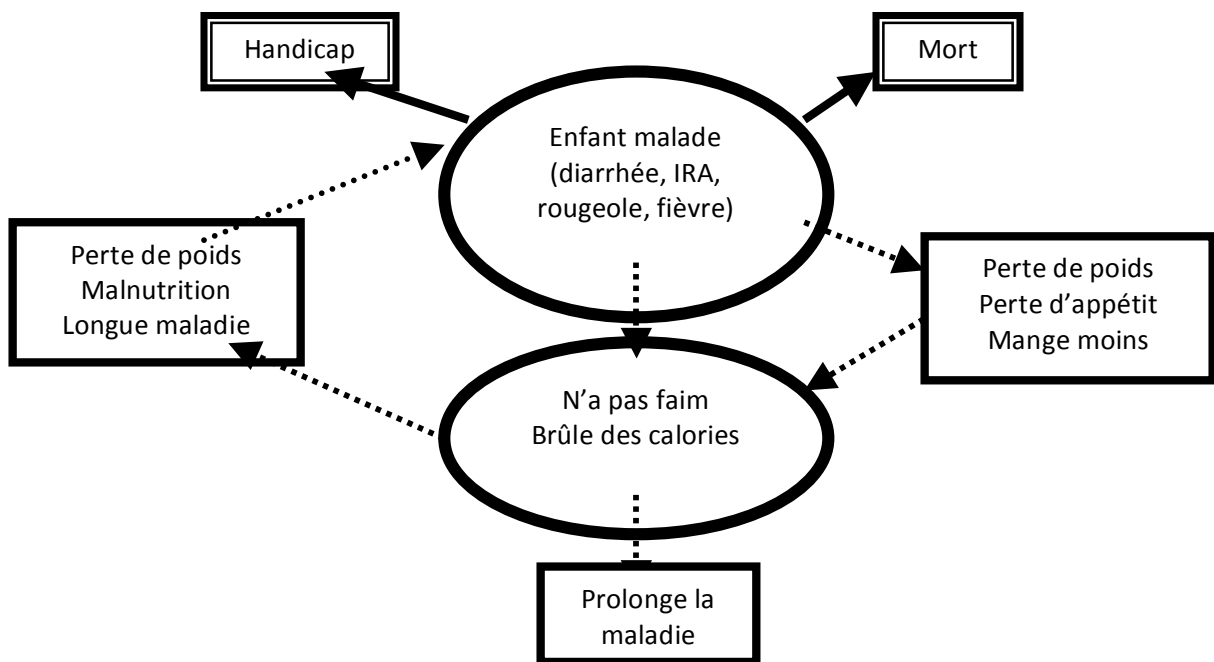 Handicap
Mort
Enfant malade
(diarrhée, IRA,
rougeole, fièvre)
Perte de poids
Malnutrition
Longue maladie
Perte de poids
Perte d’appétit
Mange moins
N’a pas faim
Brûle des calories
Prolonge la
maladie